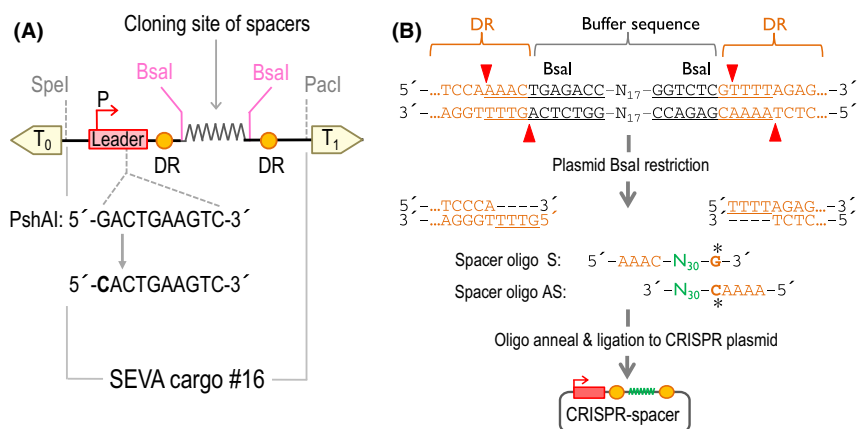 (A)
Cloning site of spacers
BsaI
BsaI
SpeI
PacI
P
T0
Leader
T1
DR
DR
PshAI: 5´-GACTGAAGTC-3´
5´-CACTGAAGTC-3´
SEVA cargo #16
(B)
DR
Buffer sequence
DR
BsaI
BsaI
5´-…TCCAAAACTGAGACC-N17-GGTCTCGTTTTAGAG…-3´
3´-…AGGTTTTGACTCTGG-N17-CCAGAGCAAAATCTC…-5´
Plasmid BsaI restriction
5´-…TCCCA----3´
3´-…AGGGTTTTG5´
5´-TTTTAGAG…-3´
3´----TCTC…-5´
*
Spacer oligo S: 5´-AAAC-N30-G-3´
Spacer oligo AS: 3´-N30-CAAAA-5´
*
Oligo anneal & ligation to CRISPR plasmid
CRISPR-spacer